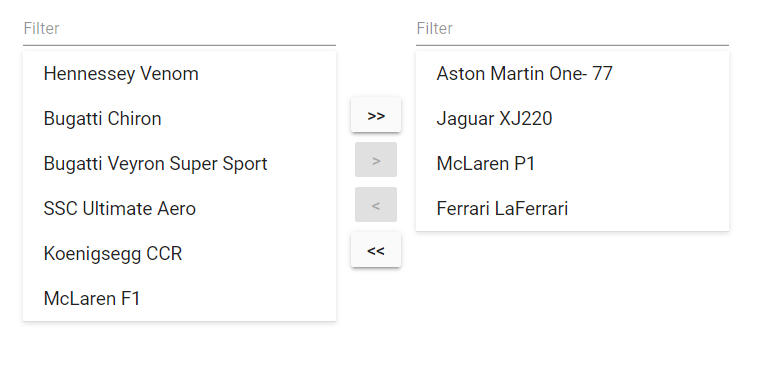 Filter
Hennessey Venom
Bugatti Chiron
Bugatti Veyron Super Sport
SSC Ultimate Aero
Koenigsegg CCR
McLaren F1
>>
>
<
<<
Filter
Aston Martin One- 77
Jaguar XJ220
McLaren P1
Ferrari LaFerrari